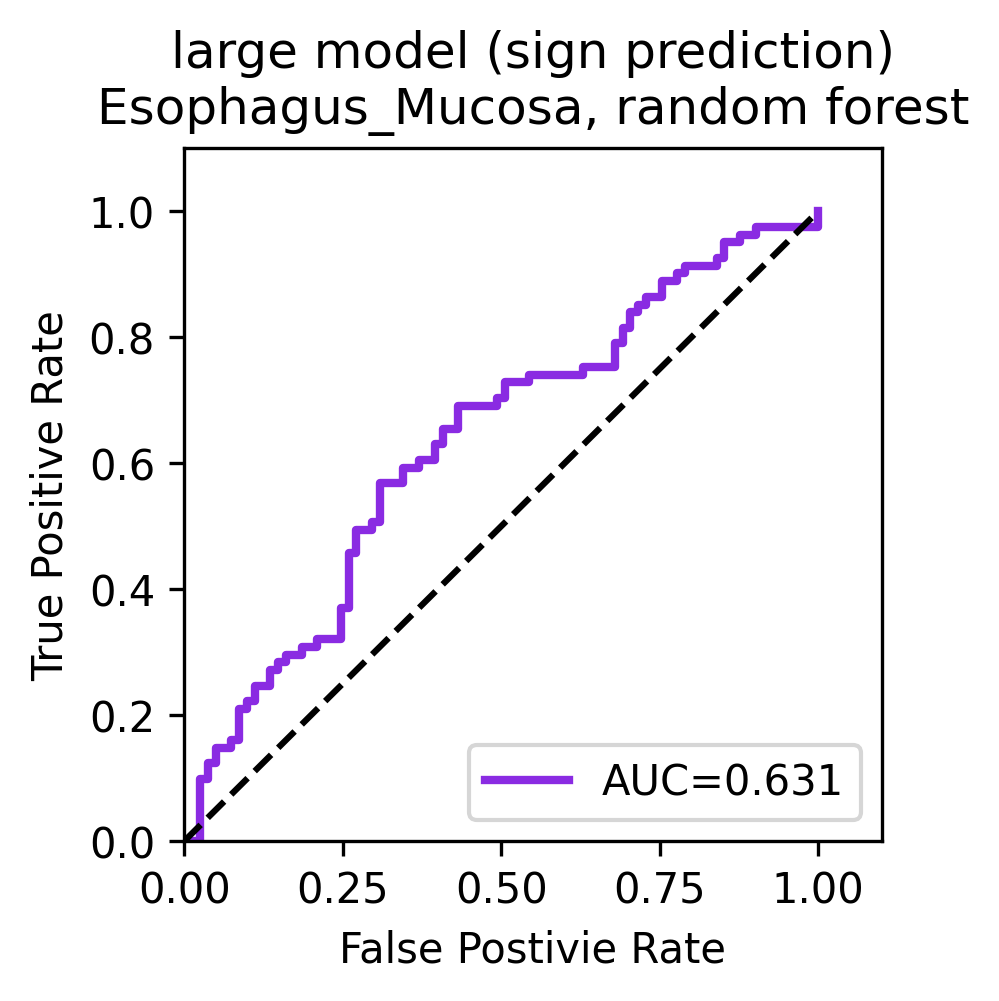 large model (sign prediction)
Esophagus_Mucosa, random forest
1.0
0.8
0.6
0.4
0.2
0.0
True Positive Rate
AUC=0.631
0.00 0.25 0.50 0.75 1.00
False Postivie Rate